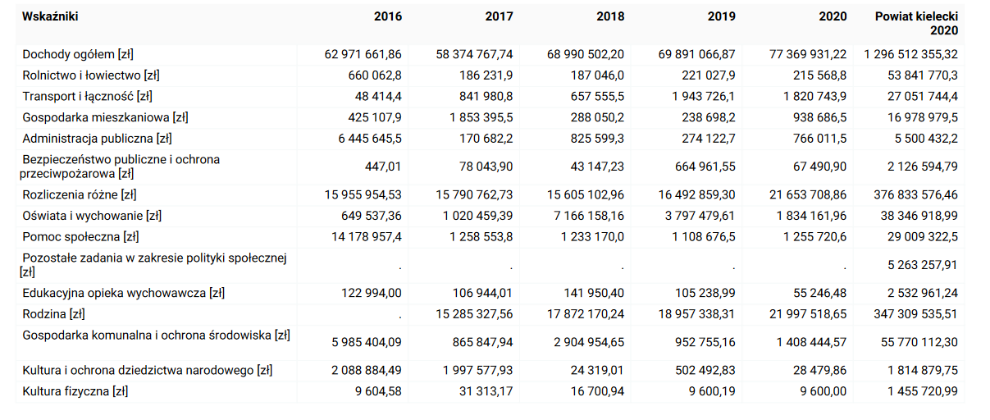 Wskaźniki 2016 2017 2018 2019 2020 Powiat kielecki
2020
Dochody ogółem [zł] 62 971 661,86 58 374 767,74 68 990 502,20 69 891 066,87 77 369 931,22 1 296 512 355,32
Rolnictwo i łowiectwo [zł] 660 062,8 186 231,9 187 046,0 221 027,9 215 568,8 53 841 770,3
Transport i łączność [zł] 48 414,4 841 980,8 657 555,5 1 943 726,1 1 820 743,9 27 051 744,4
Gospodarka mieszkaniowa [zł] 425 107,9 1 853 395,5 288 050,2 238 698,2 938 686,5 16 978 979,5
Administracja publiczna [zł] 6 445 645,5 170 682,2 825 599,3 274 122,7 766 011,5 5 500 432,2
Bezpieczeństwo publiczne i ochrona
przeciwpożarowa [zł] 447,01 78 043,90 43 147,23 664 961,55 67 490,90 2 126 594,79
Rozliczenia różne [zł] 15 955 954,53 15 790 762,73 15 605 102,96 16 492 859,30 21 653 708,86 376 833 576,46
Oświata i wychowanie [zł] 649 537,36 1 020 459,39 7 166 158,16 3 797 479,61 1 834 161,96 38 346 918,99
Pomoc społeczna [zł] 14 178 957,4 1 258 553,8 1 233 170,0 1 108 676,5 1 255 720,6 29 009 322,5
Pozostałe zadania w zakresie polityki społecznej
[zł] . . . . . 5 263 257,91
Edukacyjna opieka wychowawcza [zł] 122 994,00 106 944,01 141 950,40 105 238,99 55 246,48 2 532 961,24
Rodzina [zł] . 15 285 327,56 17 872 170,24 18 957 338,31 21 997 518,65 347 309 535,51
Gospodarka komunalna i ochrona środowiska [zł] 5 985 404,09 865 847,94 2 904 954,65 952 755,16 1 408 444,57 55 770 112,30
Kultura i ochrona dziedzictwa narodowego [zł] 2 088 884,49 1 997 577,93 24 319,01 502 492,83 28 479,86 1 814 879,75
Kultura fizyczna [zł] 9 604,58 31 313,17 16 700,94 9 600,19 9 600,00 1 455 720,99